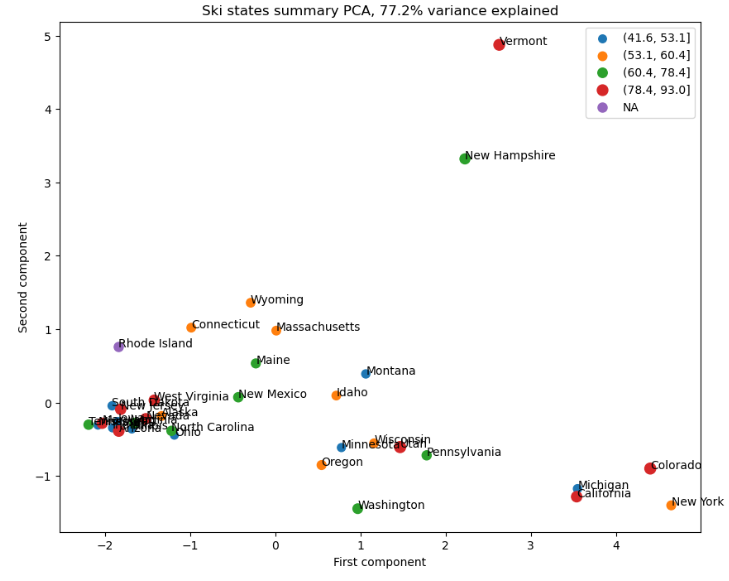 Ski states summary PCA, 77.2% variance explained
(41.6, 53.1]
(53.1, 60.4]
(60.4, 78.4]
(78.4, 93.0]
NA
5
4
3
2
1
0
−1
Second component
Vermont
New Hampshire
Wyoming
Connecticut
Massachusetts
Rhode Island
Maine
Montana
Idaho
New Mexico
West Virginia
South Dakota
New Jersey
Alaska
North Carolina
Ohio
Wisconsin
Minnesota
Utah
Pennsylvania
Oregon
Washington
Colorado
Michigan
California
New York
−2
−1
0
1
2
3
4
First component